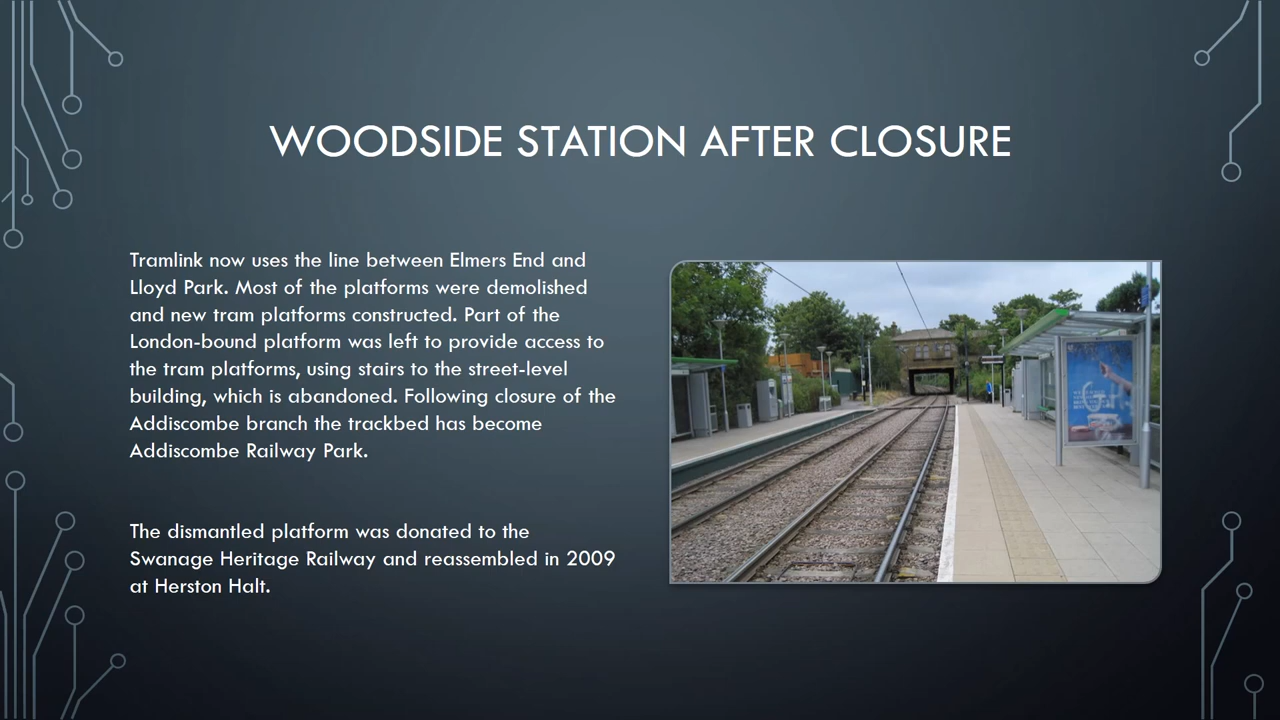 WOODSIDE STATION AFTER CLOSURE
Tramlink now uses the line between Elmers End and
Lloyd Park. Most of the platforms were demolished
and new tram platforms constructed. Part of the
London-bound platform was left to provide access to
the tram platforms, using stairs to the street-level
building, which is abandoned. Following closure of the
Addiscombe branch the trackbed has become
Addiscombe Railway Park.
The dismantled platform was donated to the
Swanage Heritage Railway and reassembled in 2009
at Herston Halt.